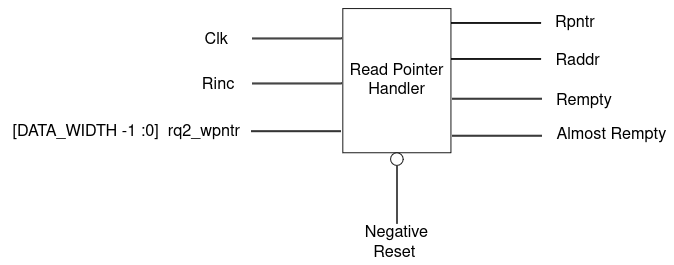 Clk
Rinc
[DATA_WIDTH -1 :0] rq2_wpntr
Read Pointer
Handler
Rpntr
Raddr
Rempty
Almost Rempty
Negative
Reset